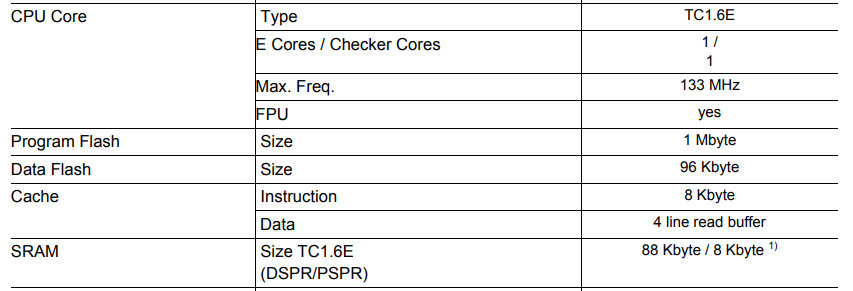 CPU Core Type TC1.6E
E Cores / Checker Cores 1 /
1
Max. Freq. 133 MHz
FPU yes
Program Flash Size 1 Mbyte
Data Flash Size 96 Kbyte
Cache Instruction 8 Kbyte
Data 4 line read buffer
SRAM Size TC1.6E 88 Kbyte / 8 Kbyte 1)
(DSPR/PSPR)